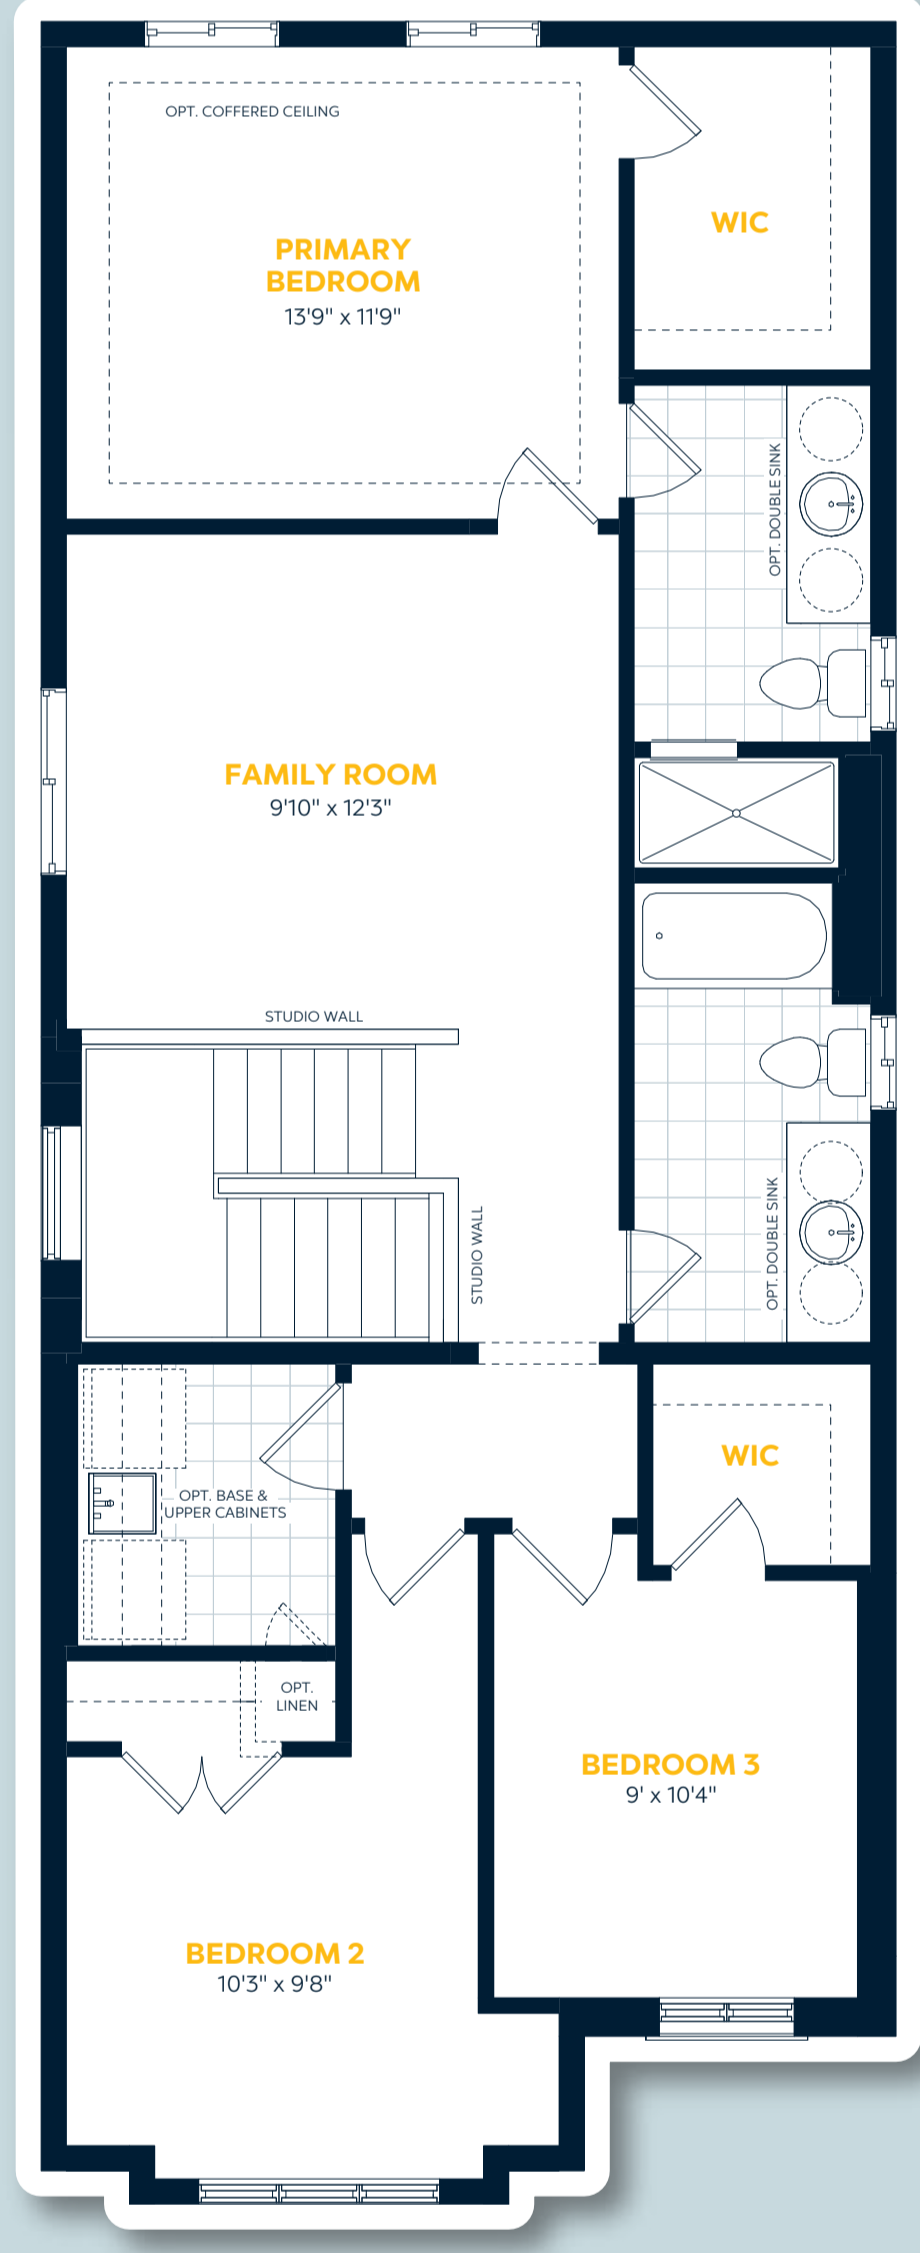 OPT. COFFERED CEILING
WIC
PRIMARY
BEDROOM
13'9" x 11'9"
OPT. DOUBLE SINK
FAMILY ROOM
9'10" x 12'3"
STUDIO WALL
STUDIO WALL
OPT. DOUBLE SINK
WIC
OPT. BASE &
UPPER CABINETS
OPT.
LINEN
BEDROOM 3
9' x 10'4"
BEDROOM 2
10'3" x 9'8"